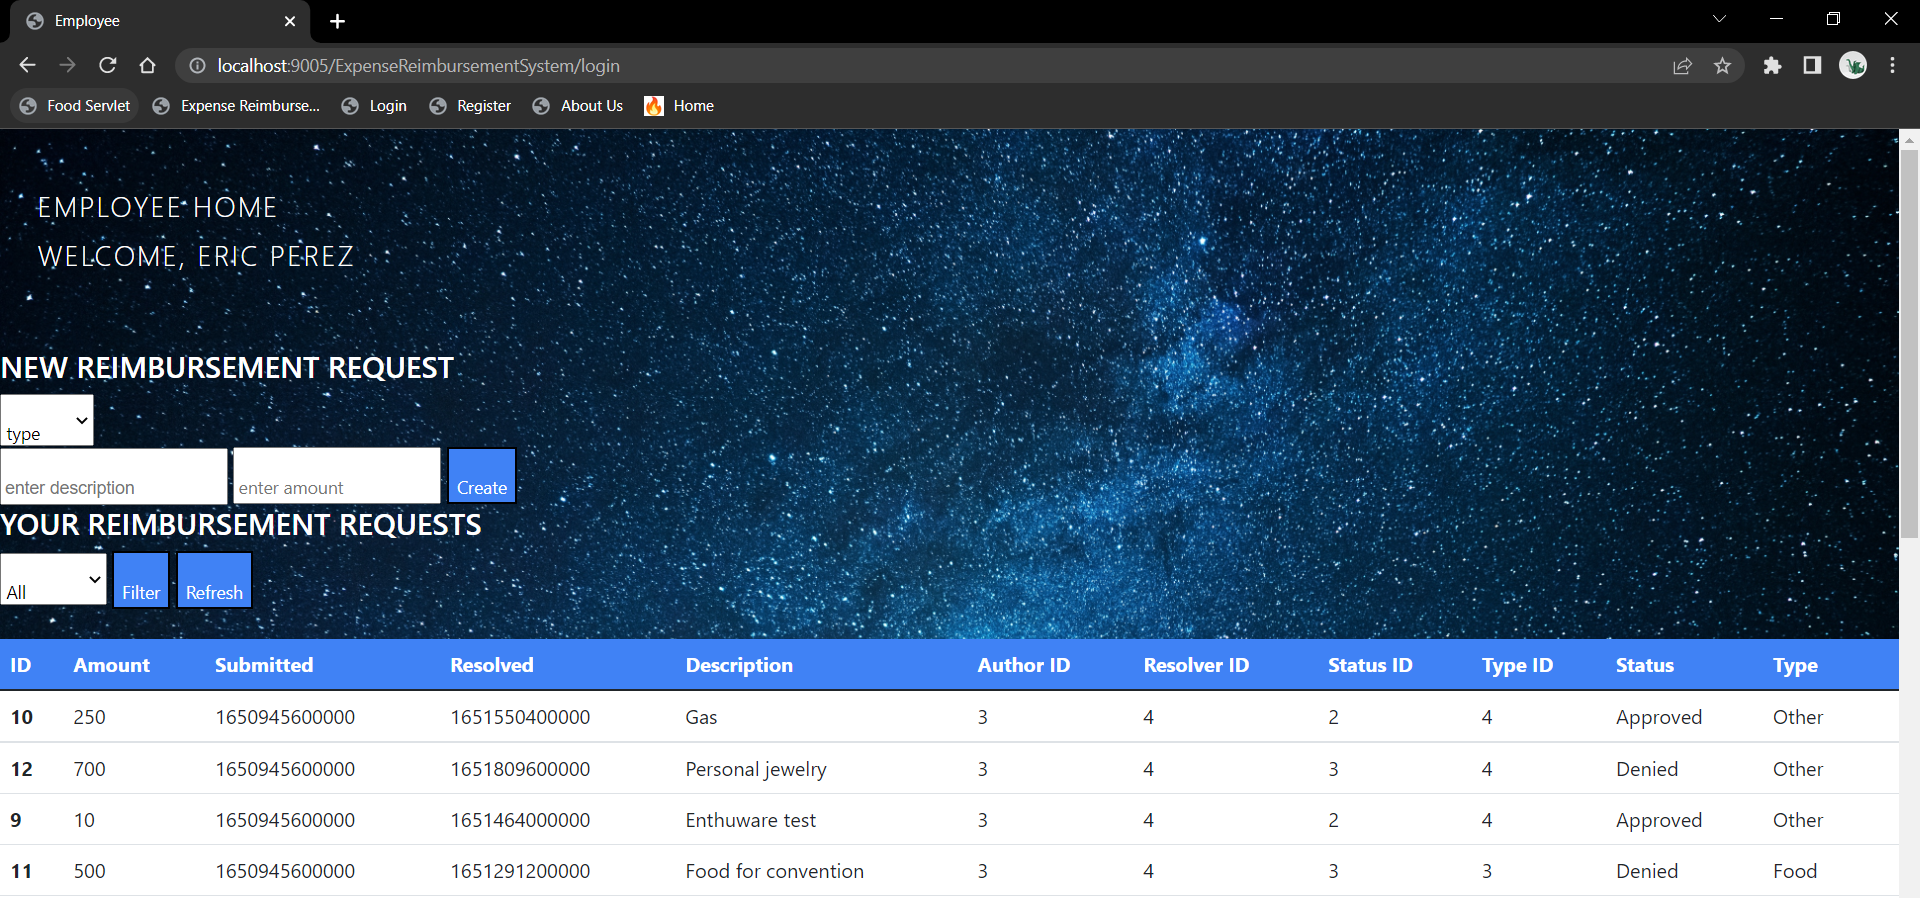 Employee
localhost:9005/ExpenseReimbursementSystem/login
Food Servlet Expense Reimburse... Login Register About Us Home
EMPLOYEE HOME
WELCOME, ERIC PEREZ
NEW REIMBURSEMENT REQUEST
type
enter description enter amount Create
YOUR REIMBURSEMENT REQUESTS
All Filter Refresh
ID Amount Submitted Resolved Description Author ID Resolver ID Status ID Type ID Status Type
10 250 1650945600000 1651550400000 Gas 3 4 2 4 Approved Other
12 700 1650945600000 1651809600000 Personal jewelry 3 4 3 4 Denied Other
9 10 1650945600000 1651464000000 Enthuware test 3 4 2 4 Approved Other
11 500 1650945600000 1651291200000 Food for convention 3 4 3 3 Denied Food